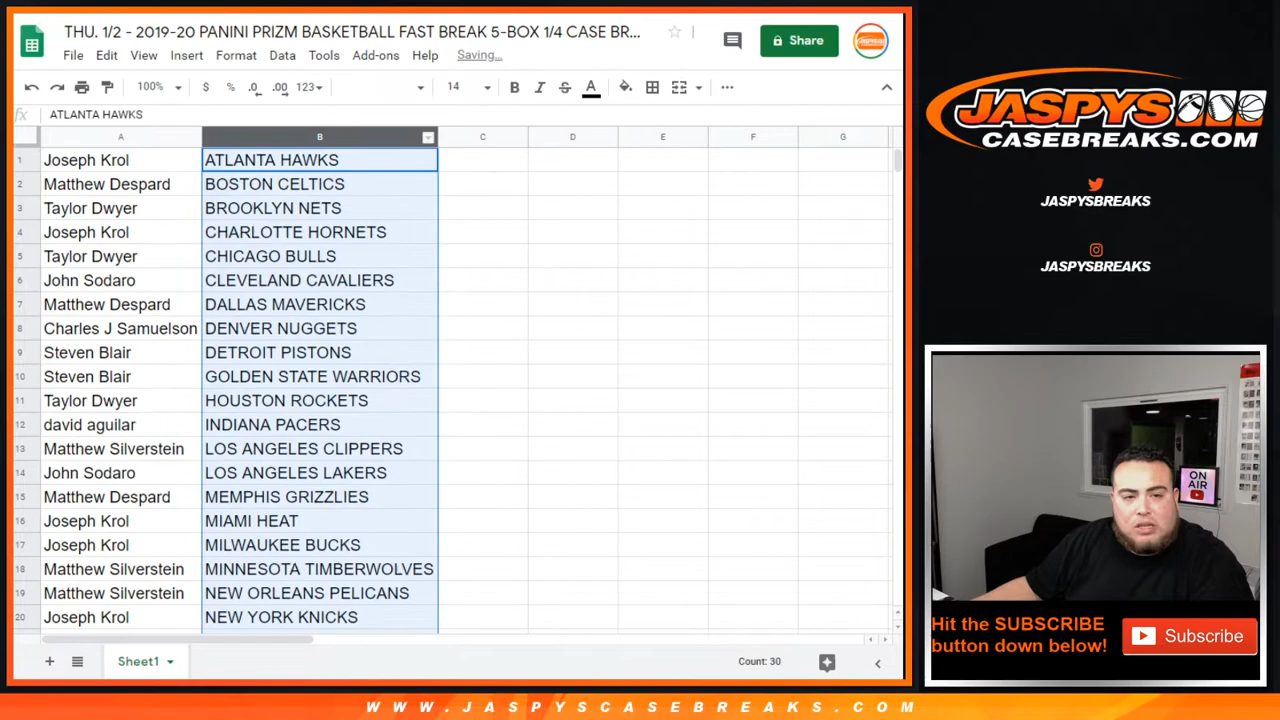 THU. 1/2 - 2019-20 PANINI PRIZM BASKETBALL FAST BREAK 5-BOX 1/4 CASE BR...
Share
File Edit View Insert Format Data Tools Add-ons Help Saving...
100% $ % .0 .00 123 14 B I S A
fx ATLANTA HAWKS
A B C D E F G
1 Joseph Krol ATLANTA HAWKS
2 Matthew Despard BOSTON CELTICS
3 Taylor Dwyer BROOKLYN NETS
4 Joseph Krol CHARLOTTE HORNETS
5 Taylor Dwyer CHICAGO BULLS
6 John Sodaro CLEVELAND CAVALIERS
7 Matthew Despard DALLAS MAVERICKS
8 Charles J Samuelson DENVER NUGGETS
9 Steven Blair DETROIT PISTONS
10 Steven Blair GOLDEN STATE WARRIORS
11 Taylor Dwyer HOUSTON ROCKETS
12 david aguilar INDIANA PACERS
13 Matthew Silverstein LOS ANGELES CLIPPERS
14 John Sodaro LOS ANGELES LAKERS
15 Matthew Despard MEMPHIS GRIZZLIES
16 Joseph Krol MIAMI HEAT
17 Joseph Krol MILWAUKEE BUCKS
18 Matthew Silverstein MINNESOTA TIMBERWOLVES
19 Matthew Silverstein NEW ORLEANS PELICANS
20 Joseph Krol NEW YORK KNICKS
Sheet1
Count: 30
JASPYS
CASEBREAKS.COM
JASPYSBREAKS
JASPYSBREAKS
ON
AIR
Hit the SUBSCRIBE
button down below!
Subscribe
WWW.JASPYSCASEBREAKS.COM